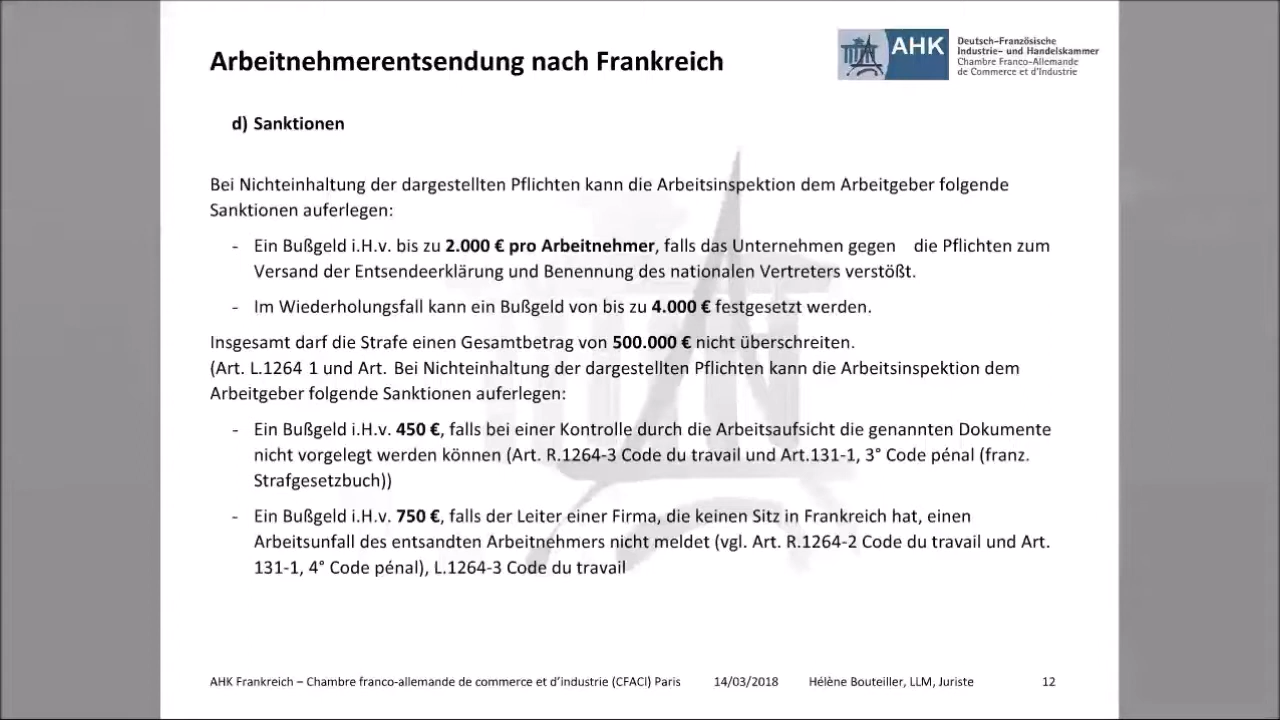 Arbeitnehmerentsendung nach Frankreich
AHK
Deutsch-Französische
Industrie- und Handelskammer
Chambre Franco-Allemande
de Commerce et d'Industrie
d) Sanktionen
Bei Nichteinhaltung der dargestellten Pflichten kann die Arbeitsinspektion dem Arbeitgeber folgende
Sanktionen auferlegen:
- Ein Bußgeld i.H.v. bis zu 2.000 € pro Arbeitnehmer, falls das Unternehmen gegen die Pflichten zum
Versand der Entsendeerklärung und Benennung des nationalen Vertreters verstößt.
- Im Wiederholungsfall kann ein Bußgeld von bis zu 4.000 € festgesetzt werden.
Insgesamt darf die Strafe einen Gesamtbetrag von 500.000 € nicht überschreiten.
(Art. L.1264 1 und Art. Bei Nichteinhaltung der dargestellten Pflichten kann die Arbeitsinspektion dem
Arbeitgeber folgende Sanktionen auferlegen:
- Ein Bußgeld i.H.v. 450 €, falls bei einer Kontrolle durch die Arbeitsaufsicht die genannten Dokumente
nicht vorgelegt werden können (Art. R.1264-3 Code du travail und Art.131-1, 3° Code pénal (franz.
Strafgesetzbuch))
- Ein Bußgeld i.H.v. 750 €, falls der Leiter einer Firma, die keinen Sitz in Frankreich hat, einen
Arbeitsunfall des entsandten Arbeitnehmers nicht meldet (vgl. Art. R.1264-2 Code du travail und Art.
131-1, 4° Code pénal), L.1264-3 Code du travail
AHK Frankreich – Chambre franco-allemande de commerce et d'industrie (CFACI) Paris 14/03/2018 Hélène Bouteiller, LLM, Juriste 12